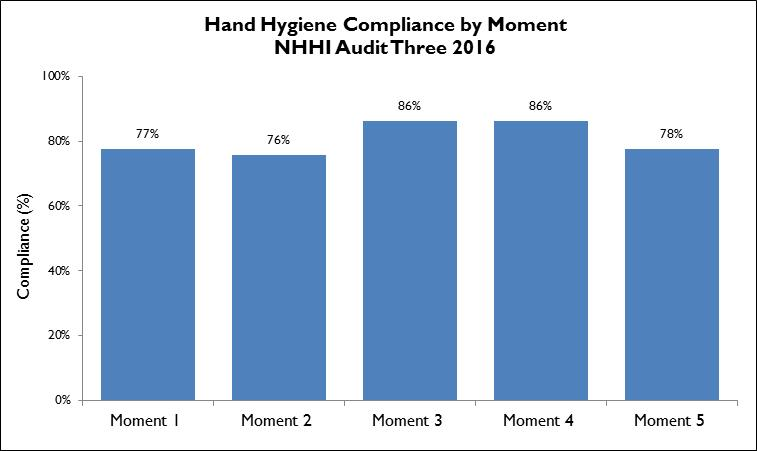 Hand Hygiene Compliance by Moment
NHHI Audit Three 2016
100%
80%
60%
40%
20%
0%
Compliance (%)
77%
76%
86%
86%
78%
Moment 1
Moment 2
Moment 3
Moment 4
Moment 5